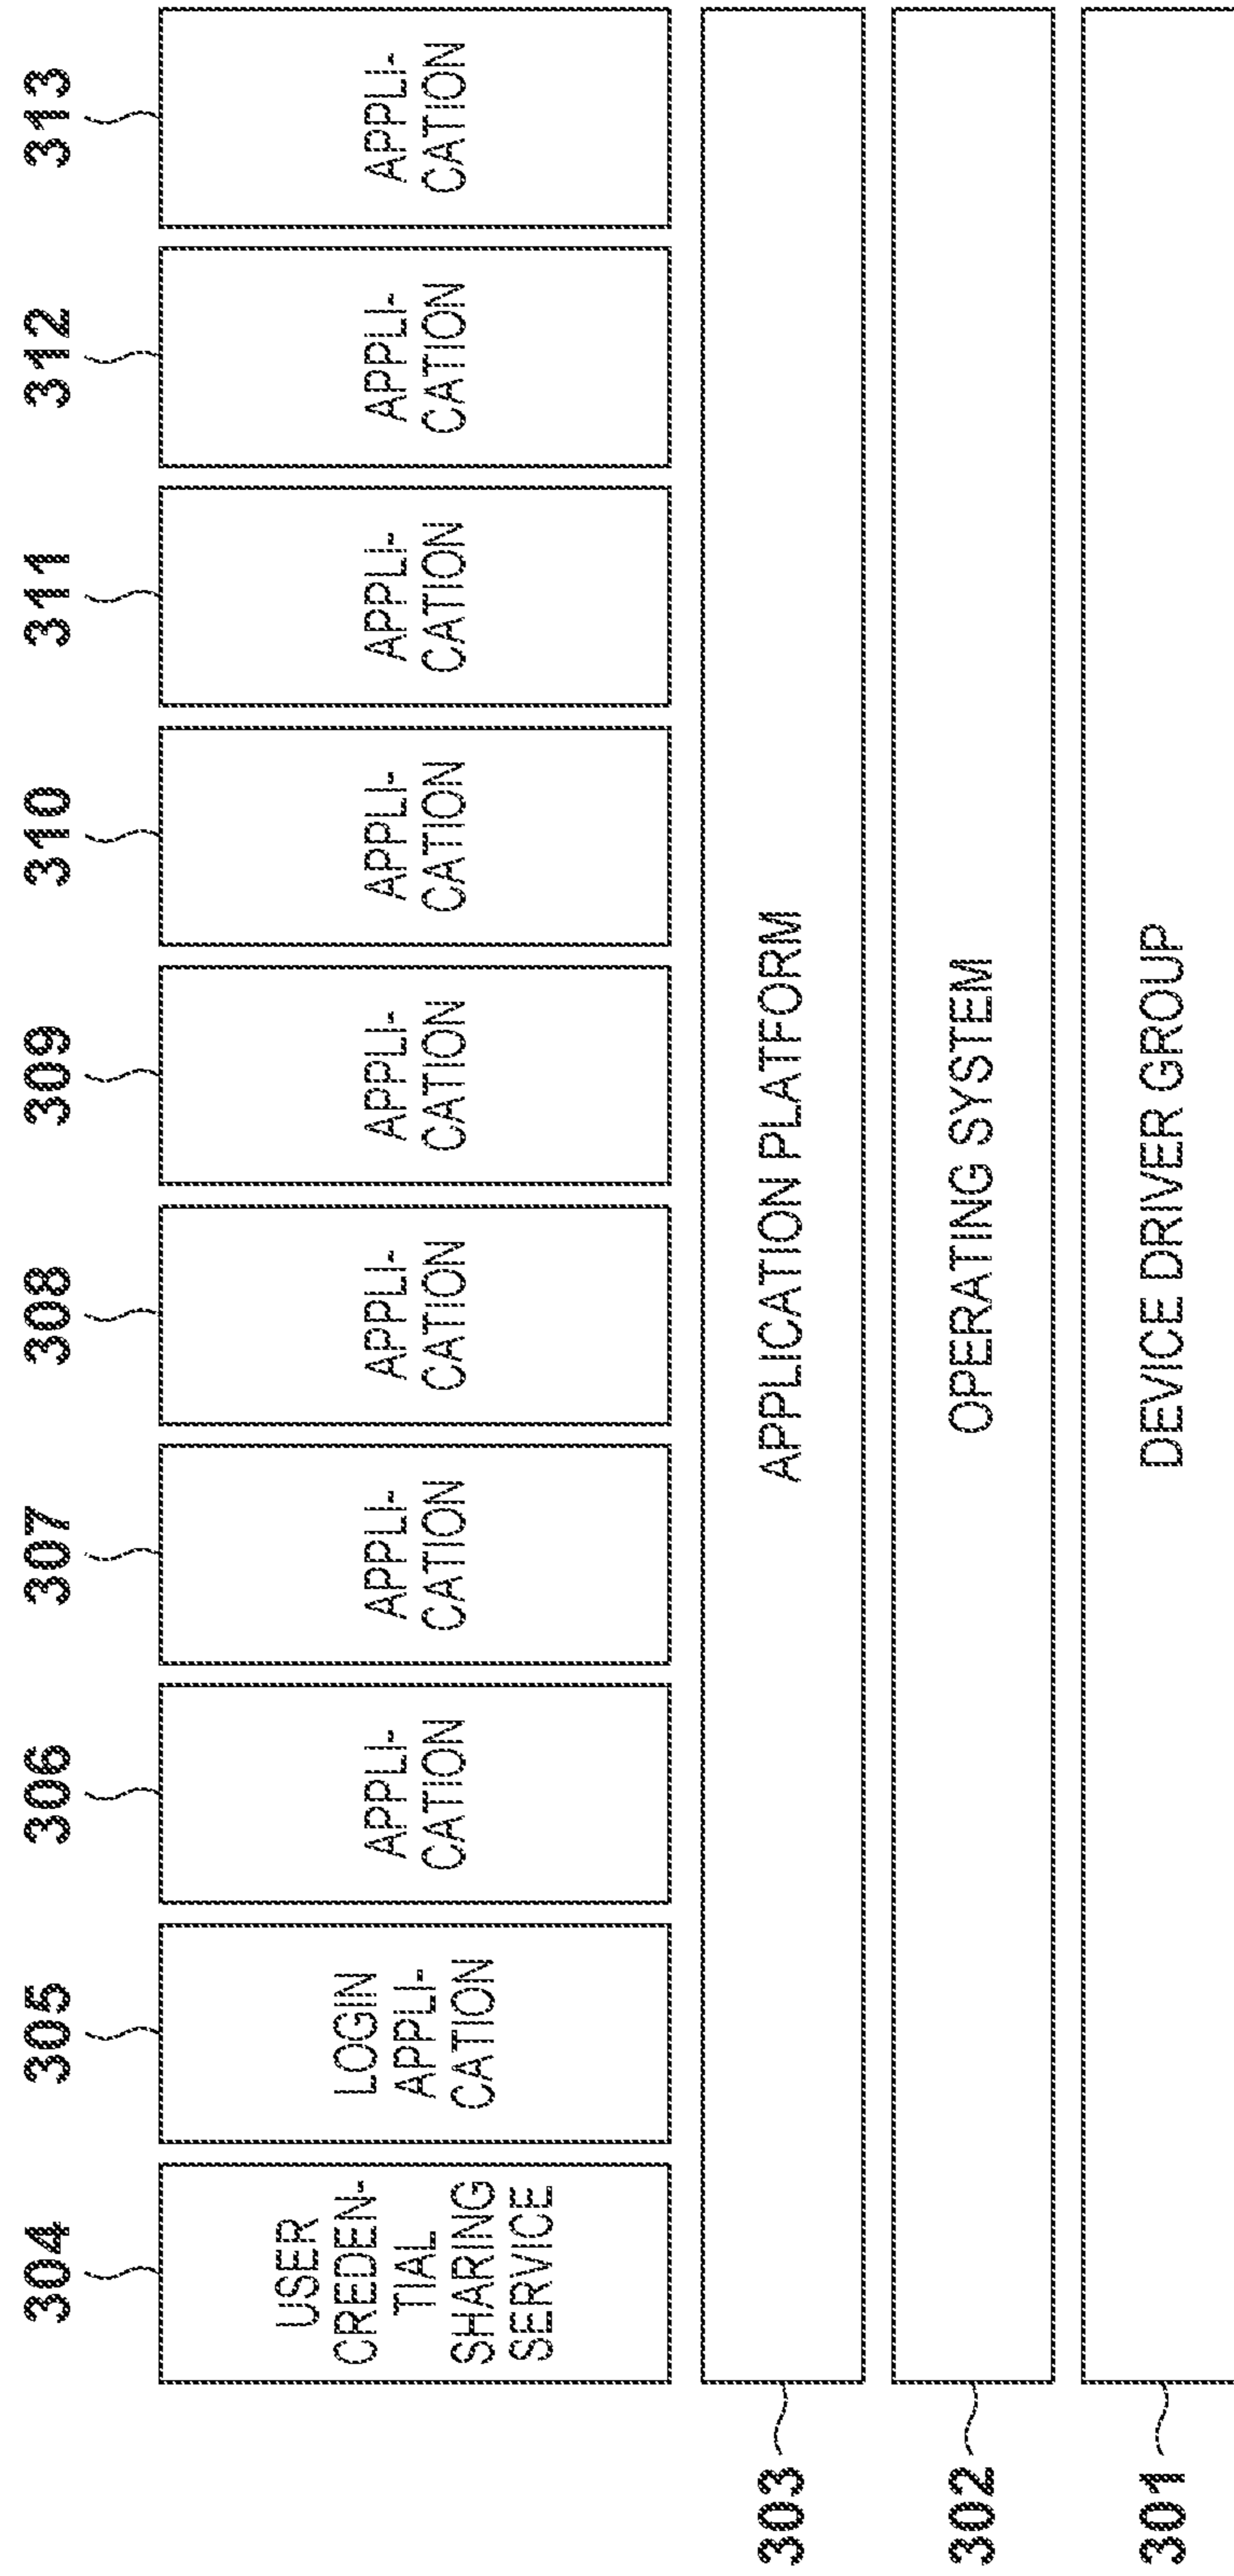 304
305
306
307
308
309
310
311
312
313
USER
CREDEN-
TIAL
SHARING
SERVICE
LOGIN
APPLI-
CATION
APPLI-
CATION
APPLI-
CATION
APPLI-
CATION
APPLI-
CATION
APPLI-
CATION
APPLI-
CATION
APPLI-
CATION
APPLI-
CATION
303
APPLICATION PLATFORM
302
OPERATING SYSTEM
301
DEVICE DRIVER GROUP